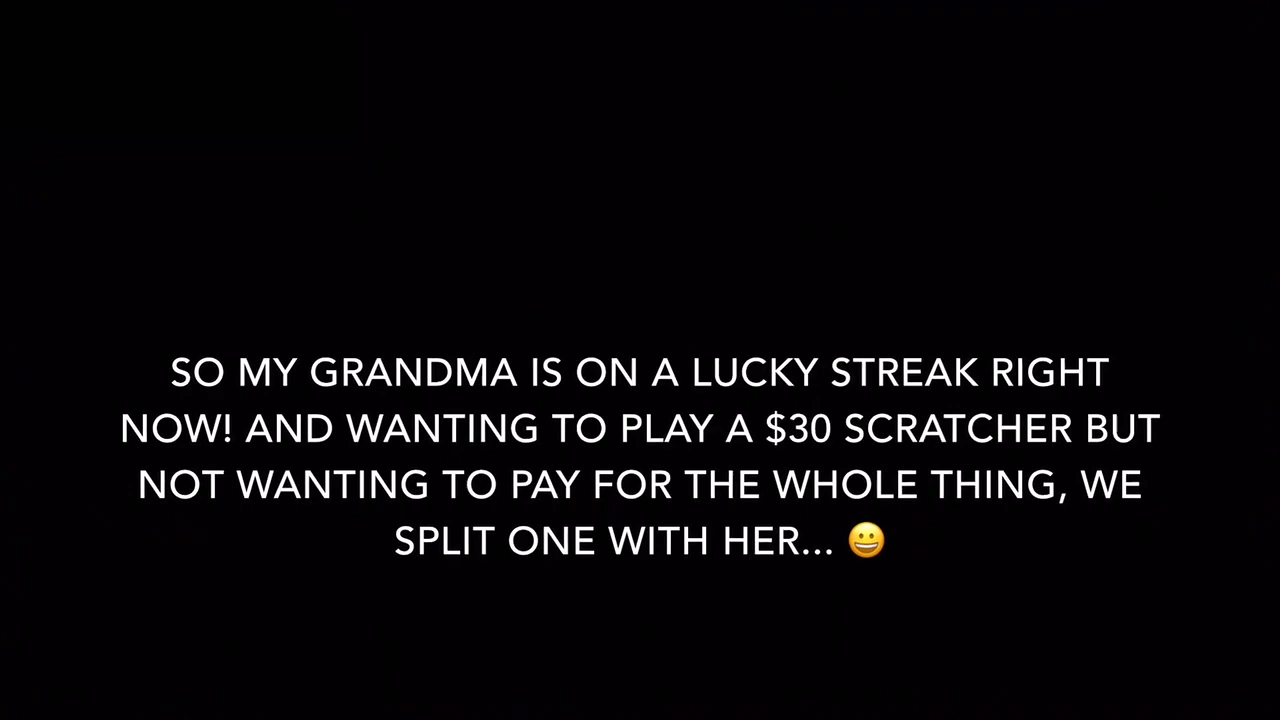 SO MY GRANDMA IS ON A LUCKY STREAK RIGHT
NOW! AND WANTING TO PLAY A $30 SCRATCHER BUT
NOT WANTING TO PAY FOR THE WHOLE THING, WE
SPLIT ONE WITH HER... 😀